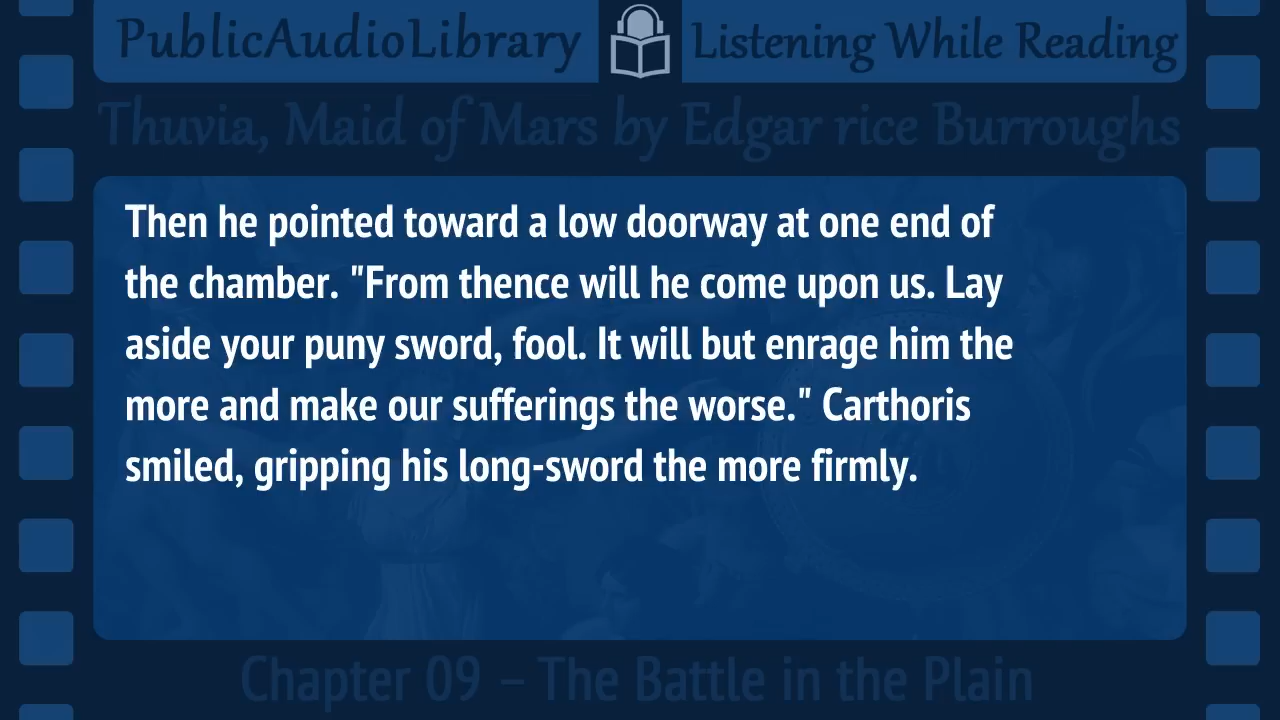 PublicAudioLibrary
Listening While Reading
Thuvia, Maid of Mars by Edgar rice Burroughs
Then he pointed toward a low doorway at one end of
the chamber. "From thence will he come upon us. Lay
aside your puny sword, fool. It will but enrage him the
more and make our sufferings the worse." Carthoris
smiled, gripping his long-sword the more firmly.
Chapter 09 – The Battle in the Plain